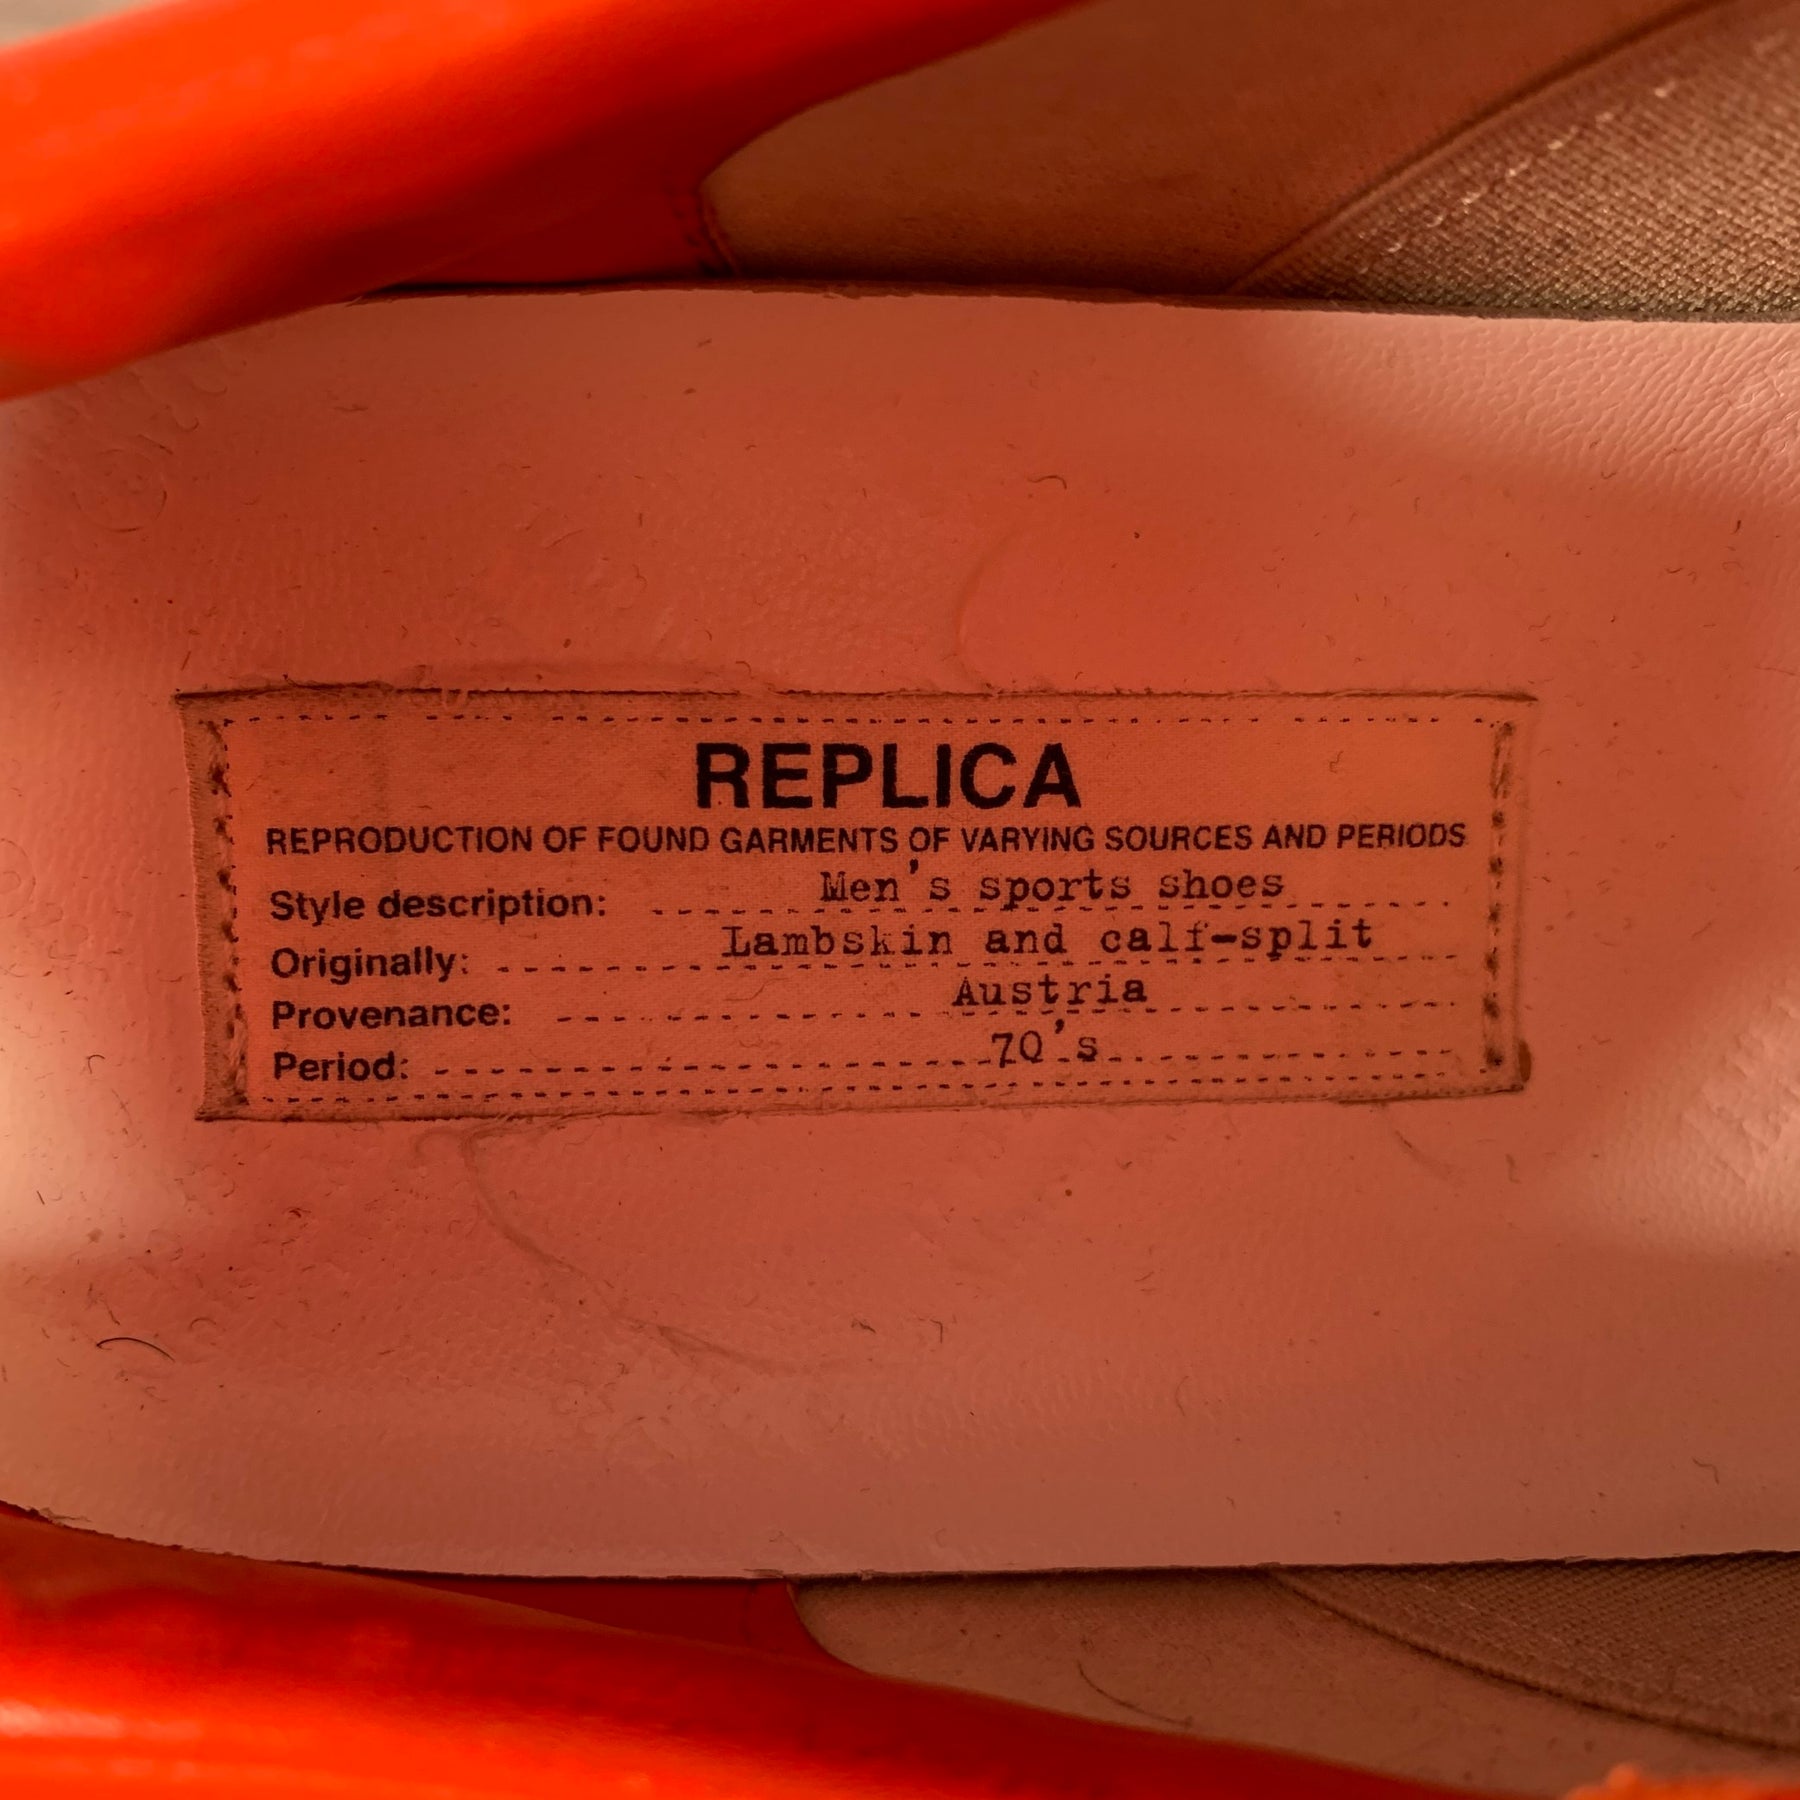 REPLICA
REPRODUCTION OF FOUND GARMENTS OF VARYING SOURCES AND PERIODS
Style description: Men's sports shoes
Originally: Lambskin and calf-split
Provenance: Austria
Period: 70's